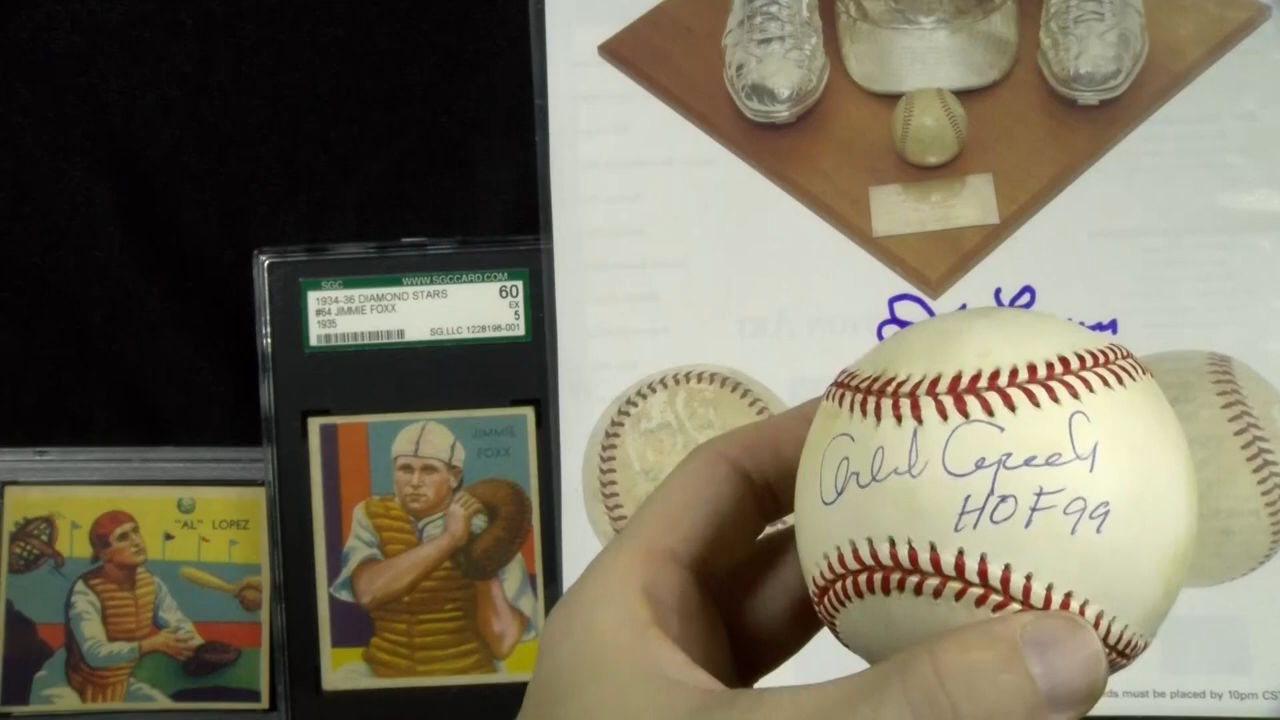 SGC WWW.SGCCARD.COM
1934-36 DIAMOND STARS 60
#64 JIMMIE FOXX EX
1935 5
SG,LLC 1228196-001
JIMMIE
FOXX
"AL" LOPEZ
HOF 99
must be placed by 10pm CST